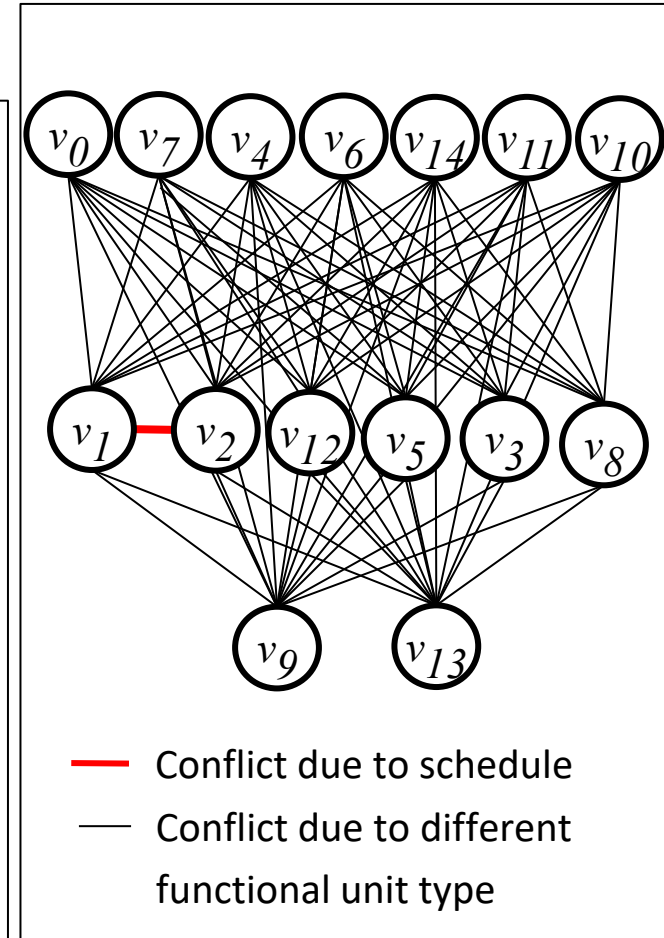 v0 v7 v4 v6 v14 v11 v10
v1 v2 v12 v5 v3 v8
v9 v13
Conflict due to schedule
Conflict due to different
functional unit type